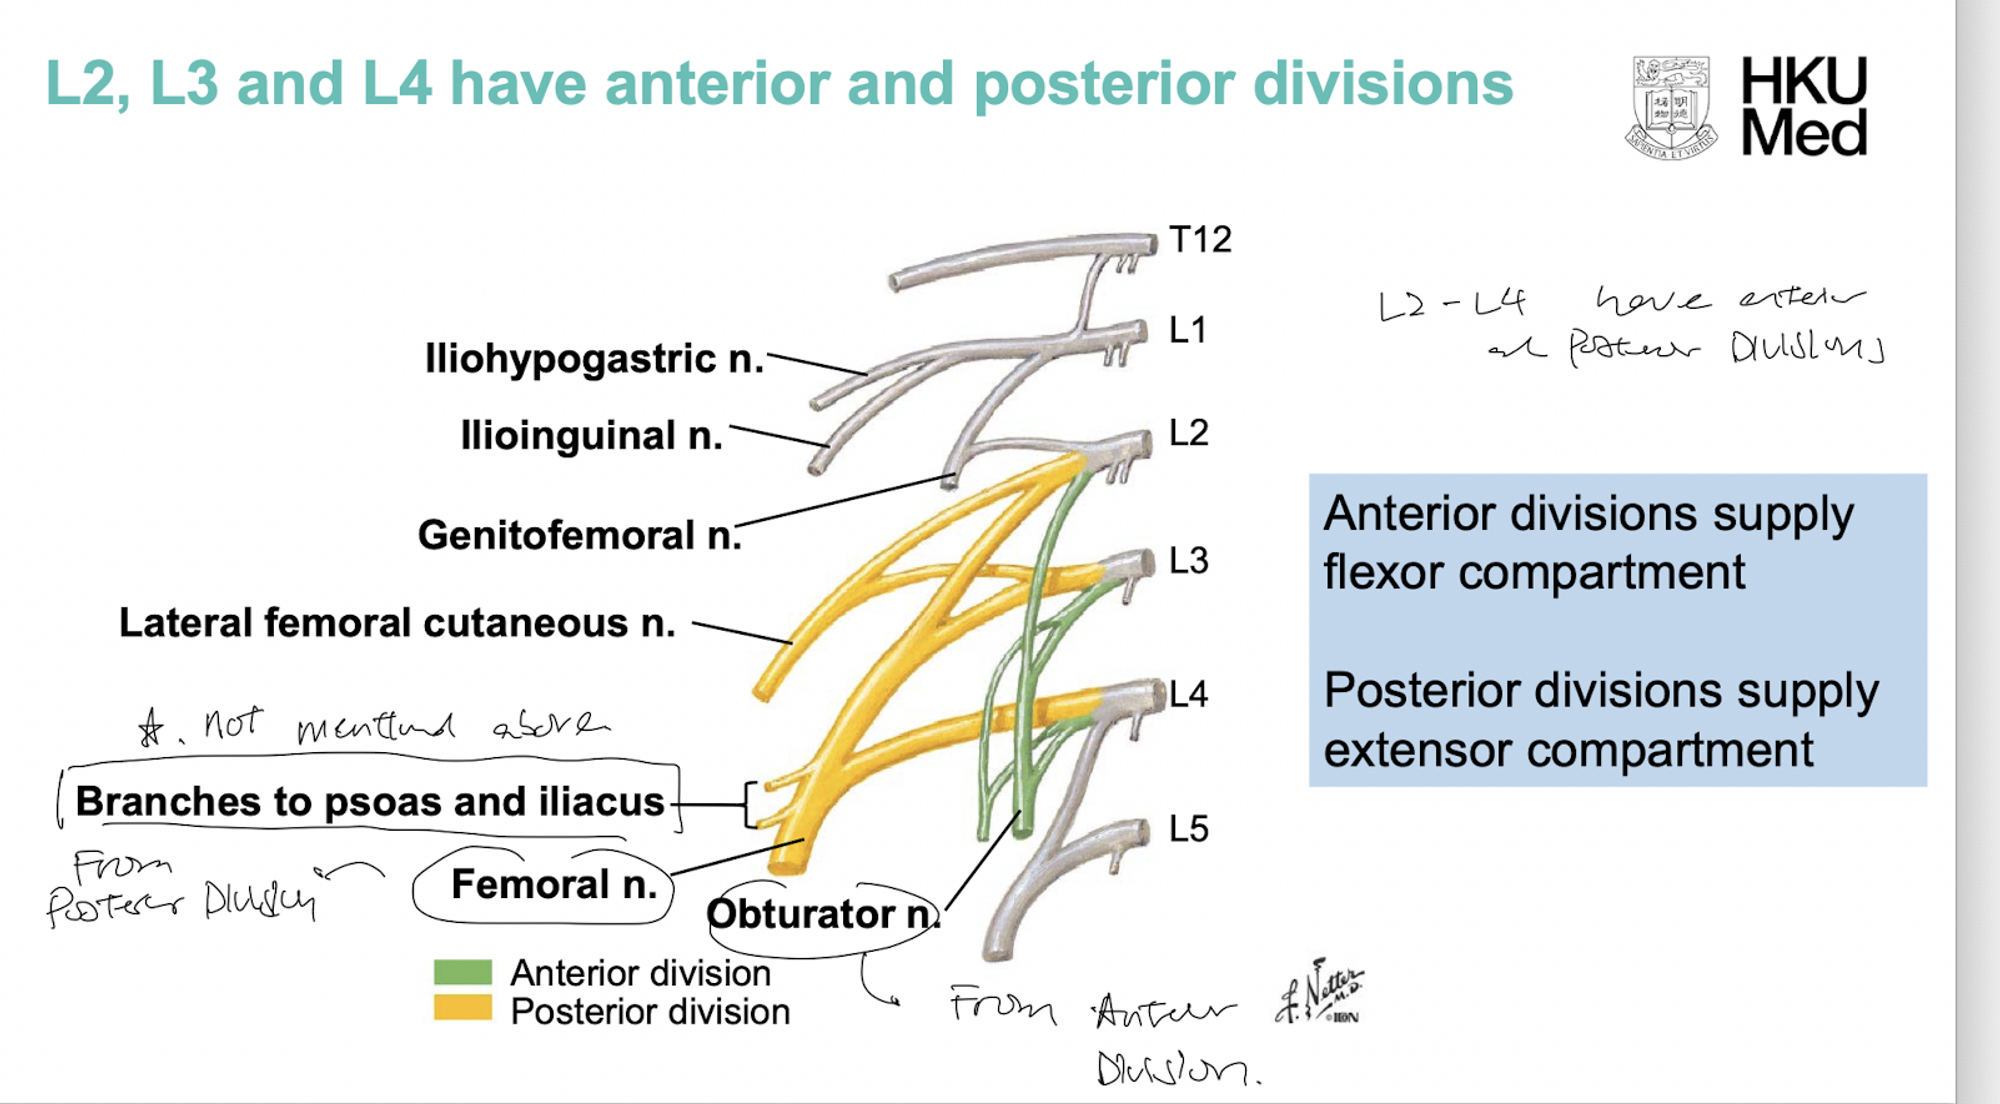 L2, L3 and L4 have anterior and posterior divisions
HKU
Med
SAPIENTIA ET VIRTUS
T12
L1
L2
L3
L4
L5
Iliohypogastric n.
Ilioinguinal n.
Genitofemoral n.
Lateral femoral cutaneous n.
not above
Branches to psoas and iliacus
From
Posterior Division
Femoral n.
Obturator n.
Anterior division
Posterior division
From Anterior
Division.
F. Netter
M.D.
L2-L4 have anterior
Posterior Divisions
Anterior divisions supply
flexor compartment
Posterior divisions supply
extensor compartment